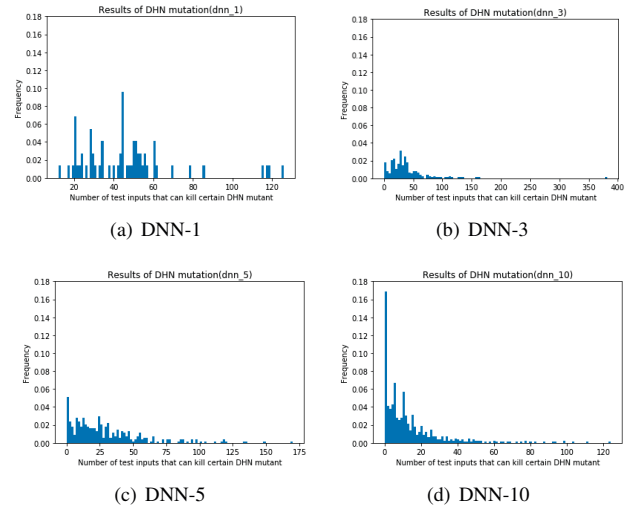 Results of DHN mutation(dnn_1)
0.18
0.16
0.14
0.12
0.10
0.08
0.06
0.04
0.02
0.00
Frequency
20 40 60 80 100 120
Number of test inputs that can kill certain DHN mutant
(a) DNN-1
Results of DHN mutation(dnn_3)
0.18
0.16
0.14
0.12
0.10
0.08
0.06
0.04
0.02
0.00
Frequency
0 50 100 150 200 250 300 350 400
Number of test inputs that can kill certain DHN mutant
(b) DNN-3
Results of DHN mutation(dnn_5)
0.18
0.16
0.14
0.12
0.10
0.08
0.06
0.04
0.02
0.00
Frequency
0 25 50 75 100 125 150 175
Number of test inputs that can kill certain DHN mutant
(c) DNN-5
Results of DHN mutation(dnn_10)
0.18
0.16
0.14
0.12
0.10
0.08
0.06
0.04
0.02
0.00
Frequency
0 20 40 60 80 100 120
Number of test inputs that can kill certain DHN mutant
(d) DNN-10